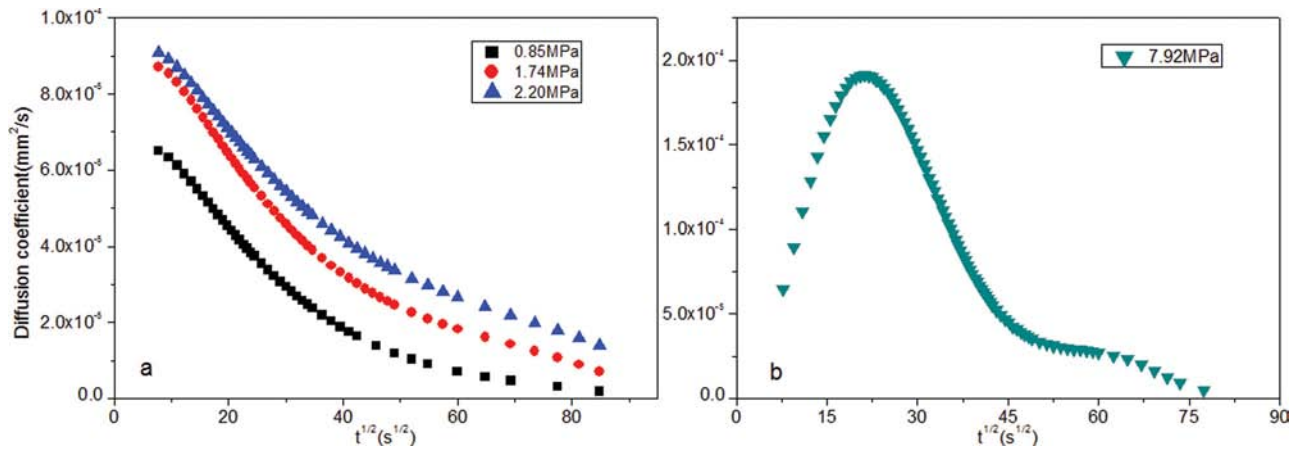 1.0x10⁻⁴
8.0x10⁻⁵
6.0x10⁻⁵
4.0x10⁻⁵
2.0x10⁻⁵
0.0
Diffusion coefficient(mm²/s)
0.85MPa
1.74MPa
2.20MPa
a
0 20 40 60 80
t^1/2(s^1/2)
2.0x10⁻⁴
1.5x10⁻⁴
1.0x10⁻⁴
5.0x10⁻⁵
0.0
7.92MPa
b
0 15 30 45 60 75 90
t^1/2(s^1/2)